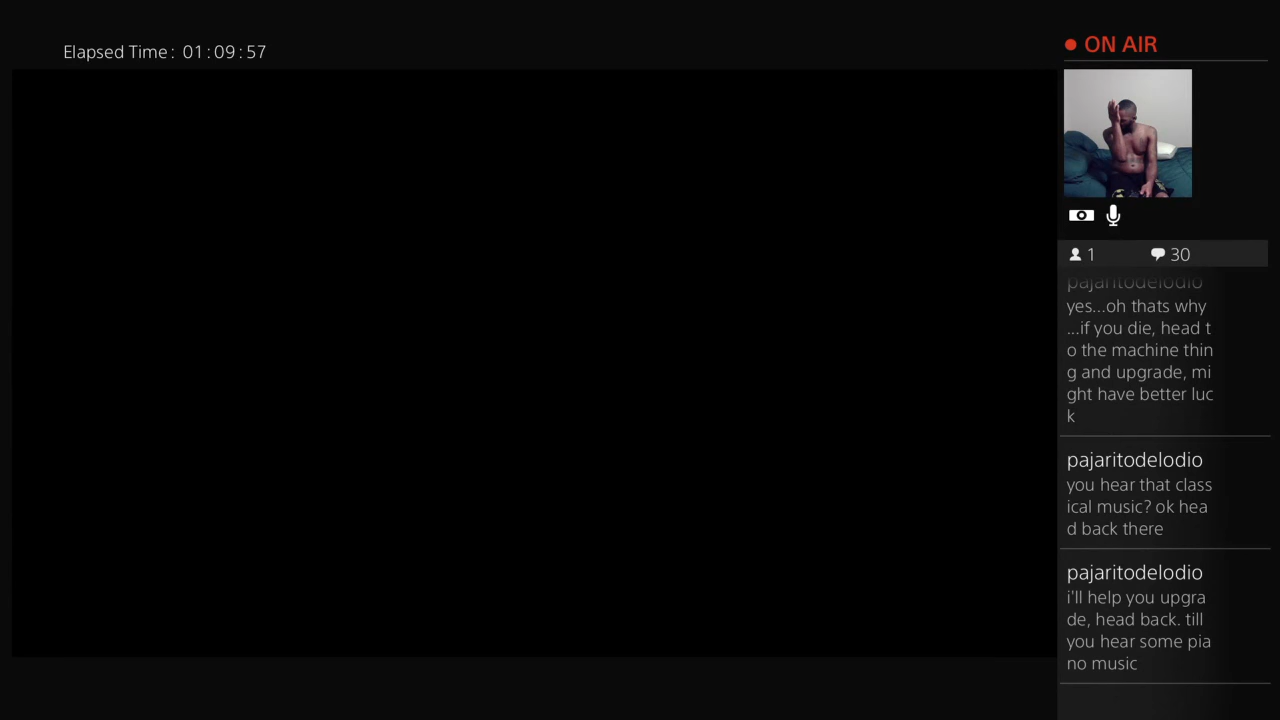 Elapsed Time: 01:09:57
ON AIR
1
30
pajaritodelodio
yes...oh thats why
...if you die, head t
o the machine thin
g and upgrade, mi
ght have better luc
k
pajaritodelodio
you hear that class
ical music? ok hea
d back there
pajaritodelodio
i'll help you upgra
de, head back. till
you hear some pia
no music